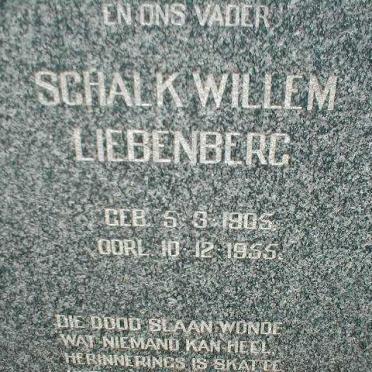 EN ONS VADER
SCHALK WILLEM
LIEBENBERG
GEB. 5-3-1905.
OORL. 10-12-1955.
DIE DOOD SLAAN WONDE
WAT NIEMAND KAN HEEL,
HERINNERINGS IS SKATTE